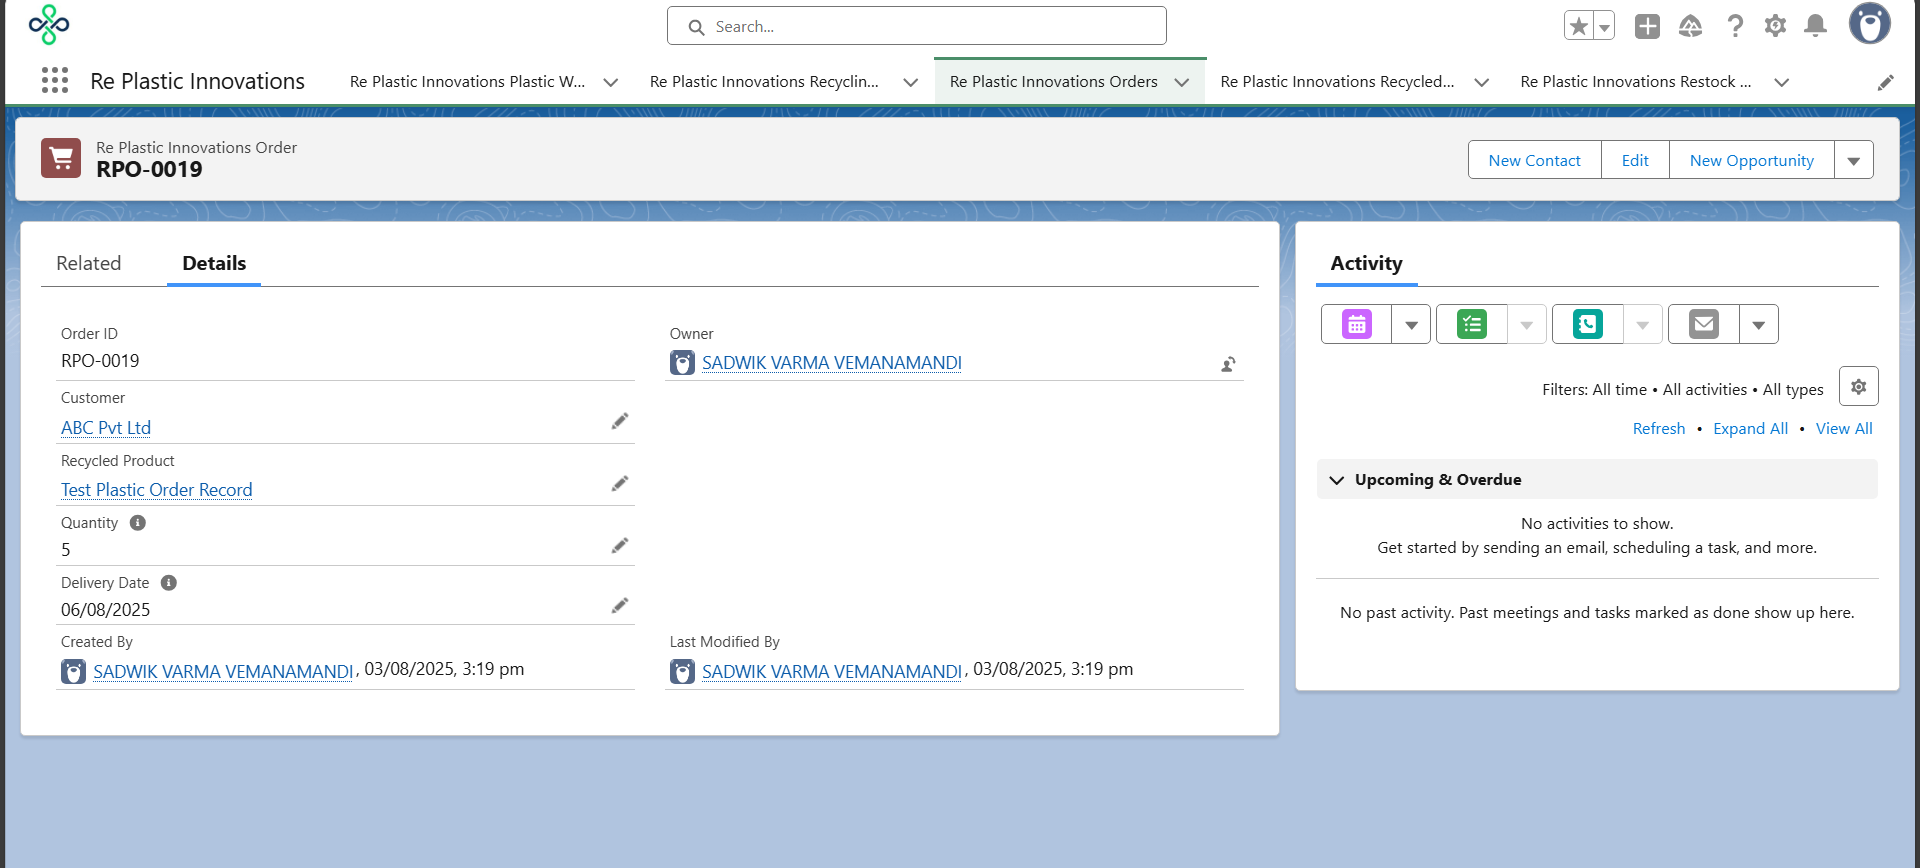 Search...
Re Plastic Innovations
Re Plastic Innovations Plastic W...
Re Plastic Innovations Recyclin...
Re Plastic Innovations Orders
Re Plastic Innovations Recycled...
Re Plastic Innovations Restock ...
Re Plastic Innovations Order
RPO-0019
New Contact
Edit
New Opportunity
Related
Details
Order ID
RPO-0019
Owner
SADWIK VARMA VEMANAMANDI
Customer
ABC Pvt Ltd
Recycled Product
Test Plastic Order Record
Quantity
5
Delivery Date
06/08/2025
Created By
SADWIK VARMA VEMANAMANDI, 03/08/2025, 3:19 pm
Last Modified By
SADWIK VARMA VEMANAMANDI, 03/08/2025, 3:19 pm
Activity
Filters: All time • All activities • All types
Refresh • Expand All • View All
Upcoming & Overdue
No activities to show.
Get started by sending an email, scheduling a task, and more.
No past activity. Past meetings and tasks marked as done show up here.